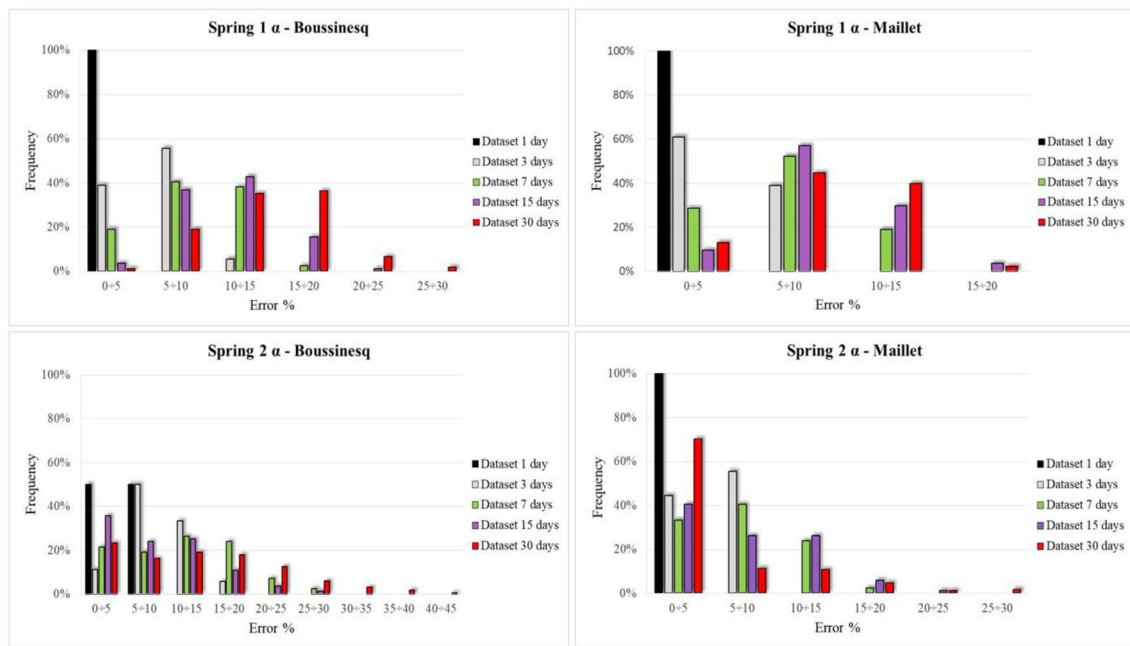 Spring 1 α - Boussinesq
100%
80%
60%
40%
20%
0%
Frequency
0÷5 5÷10 10÷15 15÷20 20÷25 25÷30
Error %
Dataset 1 day
Dataset 3 days
Dataset 7 days
Dataset 15 days
Dataset 30 days
Spring 1 α - Maillet
100%
80%
60%
40%
20%
0%
Frequency
0÷5 5÷10 10÷15 15÷20
Error %
Dataset 1 day
Dataset 3 days
Dataset 7 days
Dataset 15 days
Dataset 30 days
Spring 2 α - Boussinesq
100%
80%
60%
40%
20%
0%
Frequency
0÷5 5÷10 10÷15 15÷20 20÷25 25÷30 30÷35 35÷40 40÷45
Error %
Dataset 1 day
Dataset 3 days
Dataset 7 days
Dataset 15 days
Dataset 30 days
Spring 2 α - Maillet
100%
80%
60%
40%
20%
0%
Frequency
0÷5 5÷10 10÷15 15÷20 20÷25 25÷30
Error %
Dataset 1 day
Dataset 3 days
Dataset 7 days
Dataset 15 days
Dataset 30 days